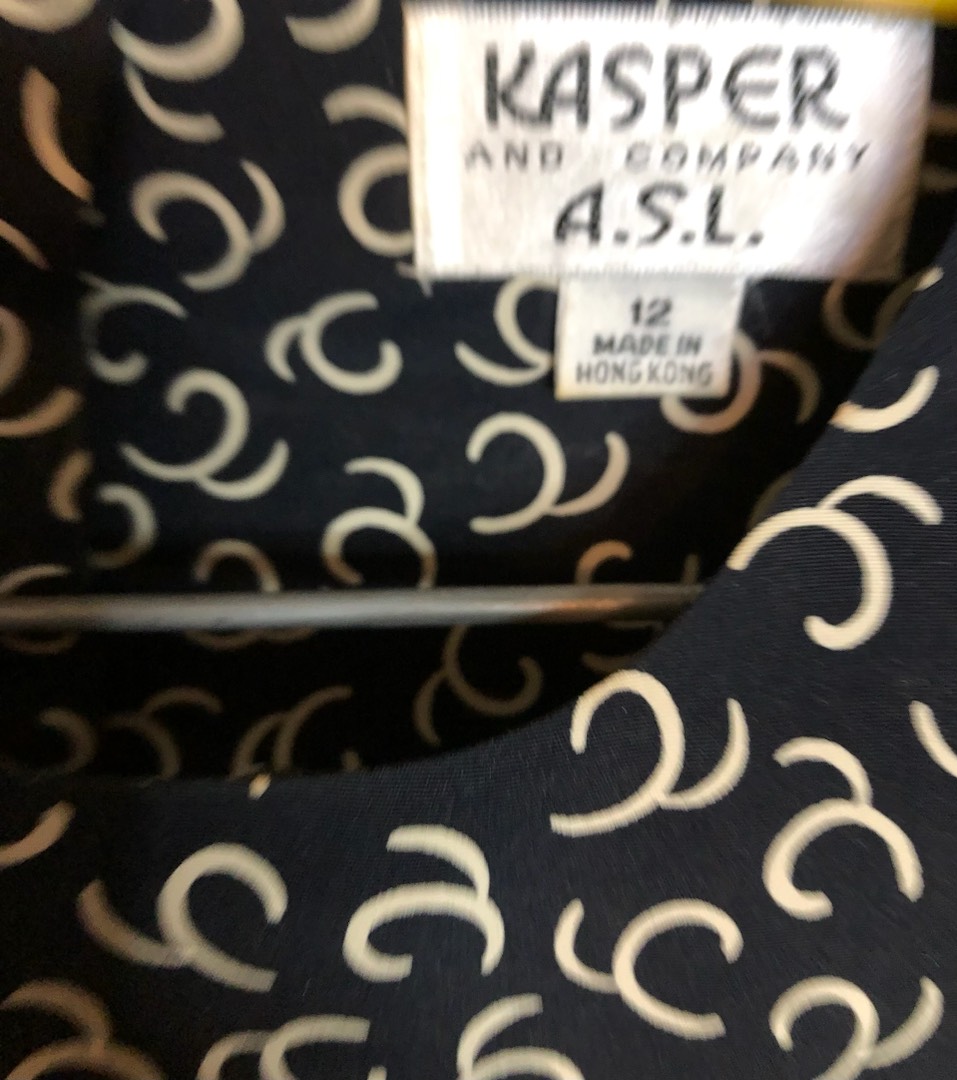 KASPER
AND COMPANY
A.S.L.
12
MADE IN
HONG KONG